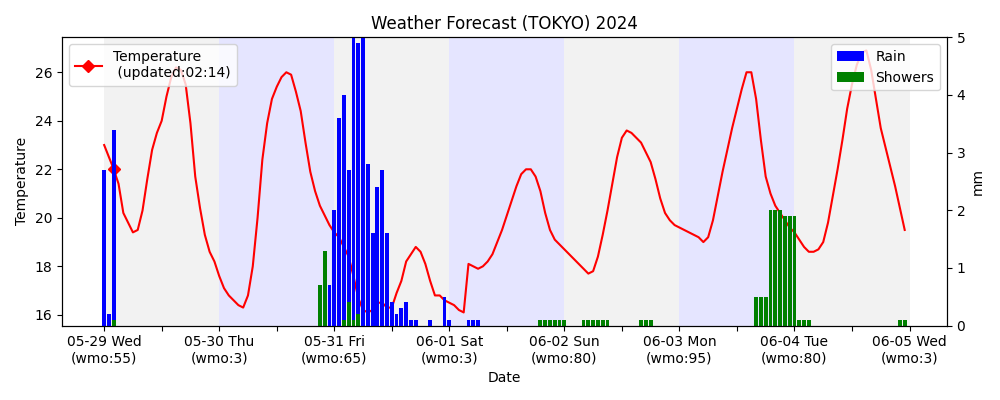 Weather Forecast (TOKYO) 2024
Temperature
(updated:02:14)
Rain
Showers
Temperature
26
24
22
20
18
16
5
4
3
2
1
0
mm
05-29 Wed 05-30 Thu 05-31 Fri 06-01 Sat 06-02 Sun 06-03 Mon 06-04 Tue 06-05 Wed
(wmo:55) (wmo:3) (wmo:65) (wmo:3) (wmo:80) (wmo:95) (wmo:80) (wmo:3)
Date